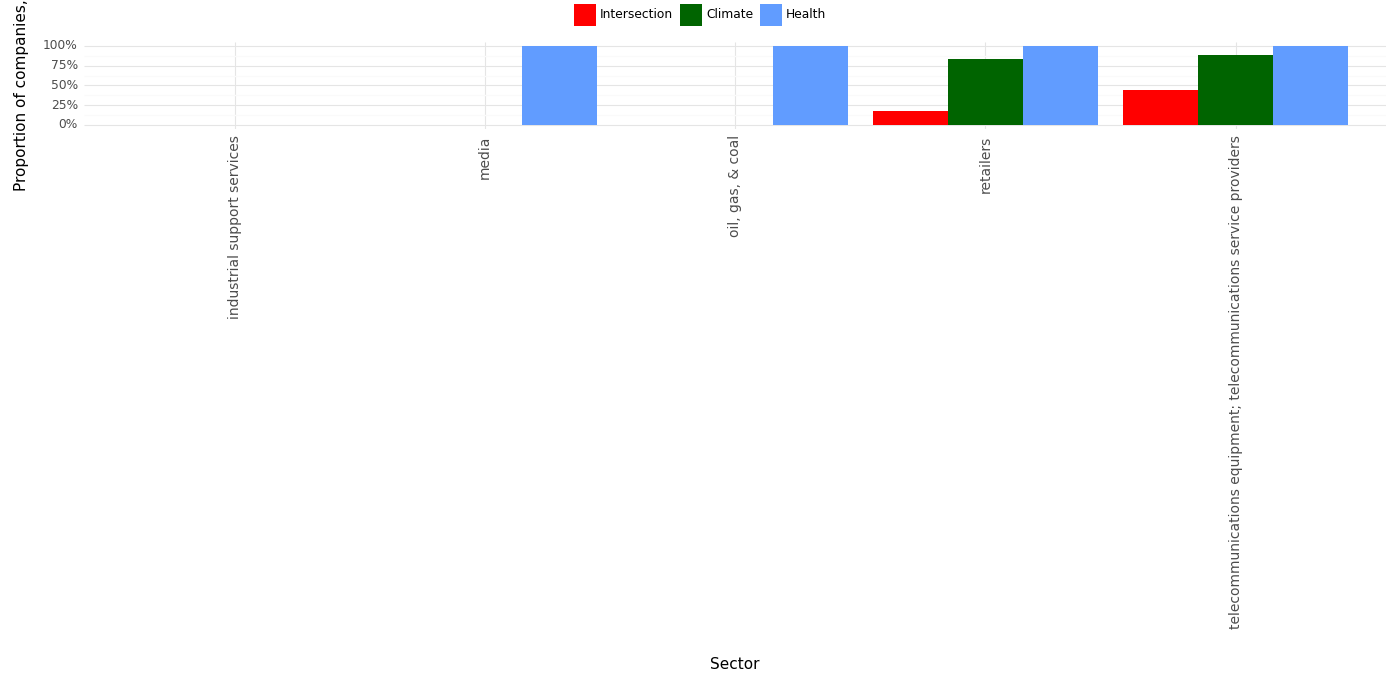 Intersection Climate Health
Proportion of companies,
100%
75%
50%
25%
0%
industrial support services
media
oil, gas, & coal
retailers
telecommunications equipment; telecommunications service providers
Sector